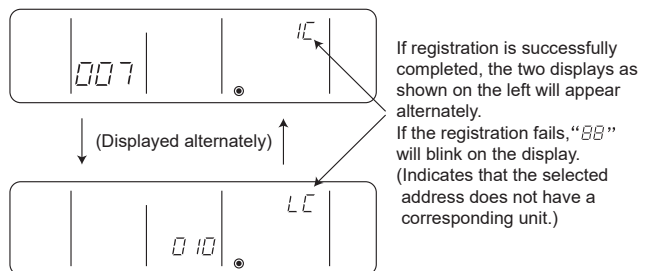 IC
007
(Displayed alternately)
LC
010
If registration is successfully
completed, the two displays as
shown on the left will appear
alternately.
If the registration fails,“88”
will blink on the display.
(Indicates that the selected
address does not have a
corresponding unit.)